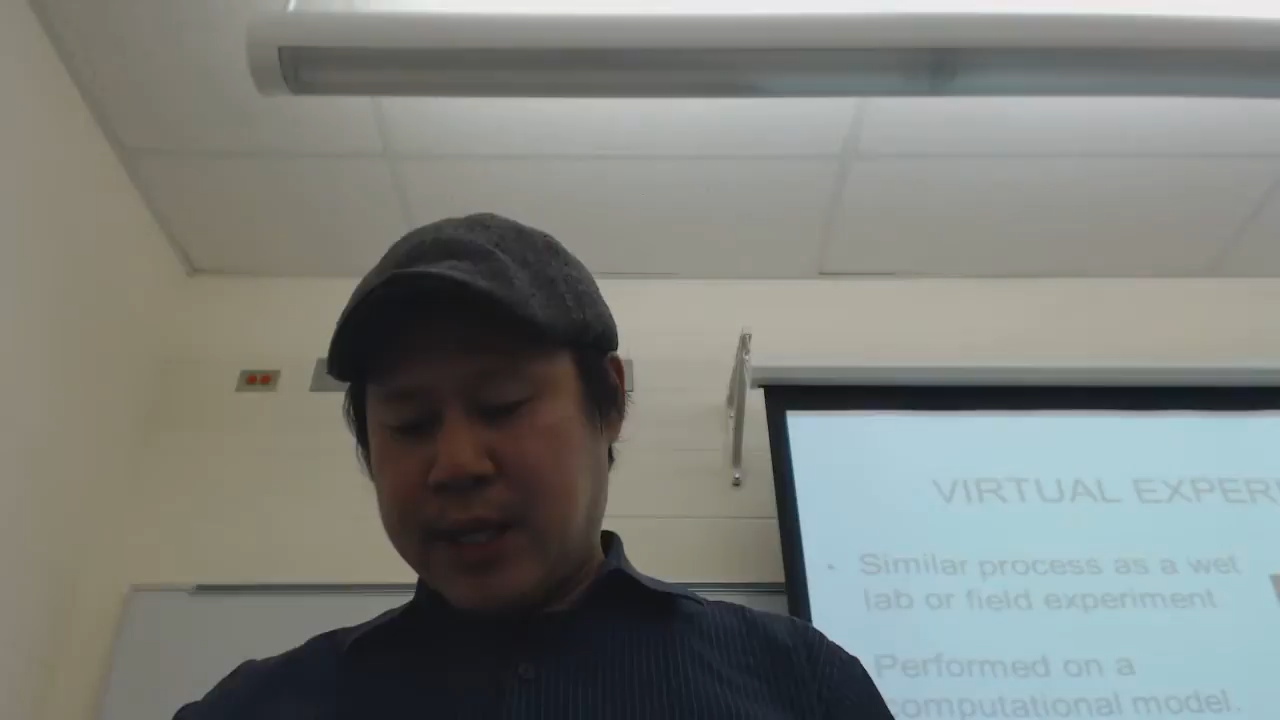 VIRTUAL EXPER
• Similar process as a wet
lab or field experiment
Performed on a
computational model.